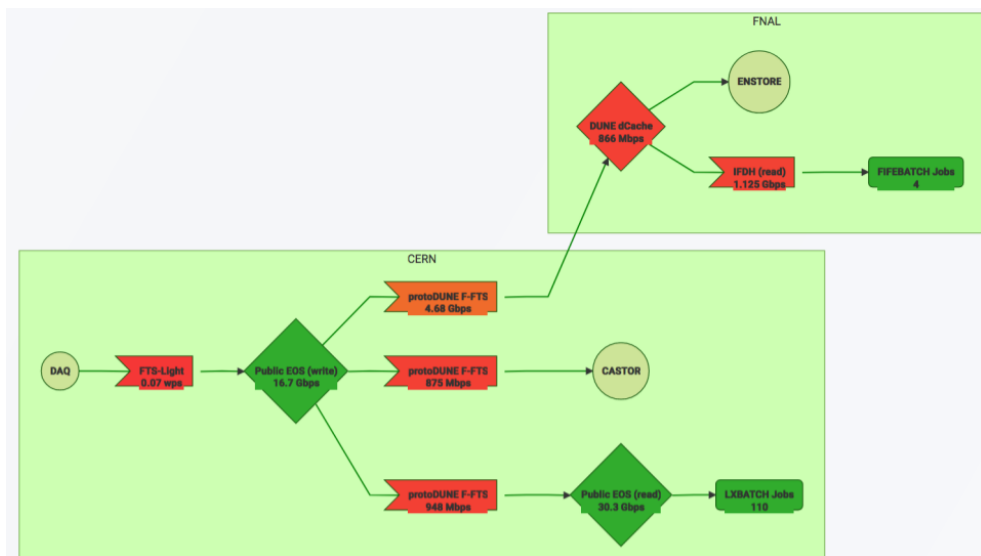 FNAL
ENSTORE
DUNE dCache
866 Mbps
IFDH (read)
1.125 Gbps
FIFEBATCH Jobs
4
CERN
protoDUNE F-FTS
4.68 Gbps
DAQ
FTS-Light
0.07 wps
Public EOS (write)
16.7 Gbps
protoDUNE F-FTS
875 Mbps
CASTOR
protoDUNE F-FTS
948 Mbps
Public EOS (read)
30.3 Gbps
LXBATCH Jobs
110